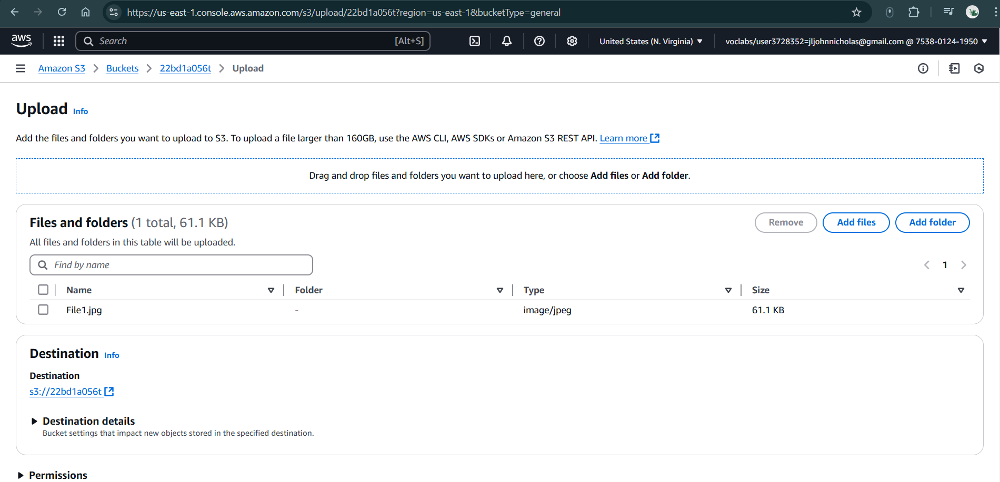 https://us-east-1.console.aws.amazon.com/s3/upload/22bd1a056t?region=us-east-1&bucketType=general
aws Search [Alt+S] United States (N. Virginia) voclabs/user3728352=jljohnnicholas@gmail.com @ 7538-0124-1950
Amazon S3 Buckets 22bd1a056t Upload
Upload Info
Add the files and folders you want to upload to S3. To upload a file larger than 160GB, use the AWS CLI, AWS SDKs or Amazon S3 REST API. Learn more
Drag and drop files and folders you want to upload here, or choose Add files or Add folder.
Files and folders (1 total, 61.1 KB) Remove Add files Add folder
All files and folders in this table will be uploaded.
Find by name 1
Name Folder Type Size
File1.jpg - image/jpeg 61.1 KB
Destination Info
Destination
s3://22bd1a056t
Destination details
Bucket settings that impact new objects stored in the specified destination.
Permissions